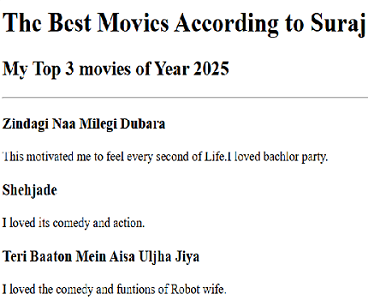 The Best Movies According to Suraj
My Top 3 movies of Year 2025
Zindagi Naa Milegi Dubara
This motivated me to feel every second of Life.I loved bachlor party.
Shehjade
I loved its comedy and action.
Teri Baaton Mein Aisa Uljha Jiya
I loved the comedy and funtions of Robot wife.